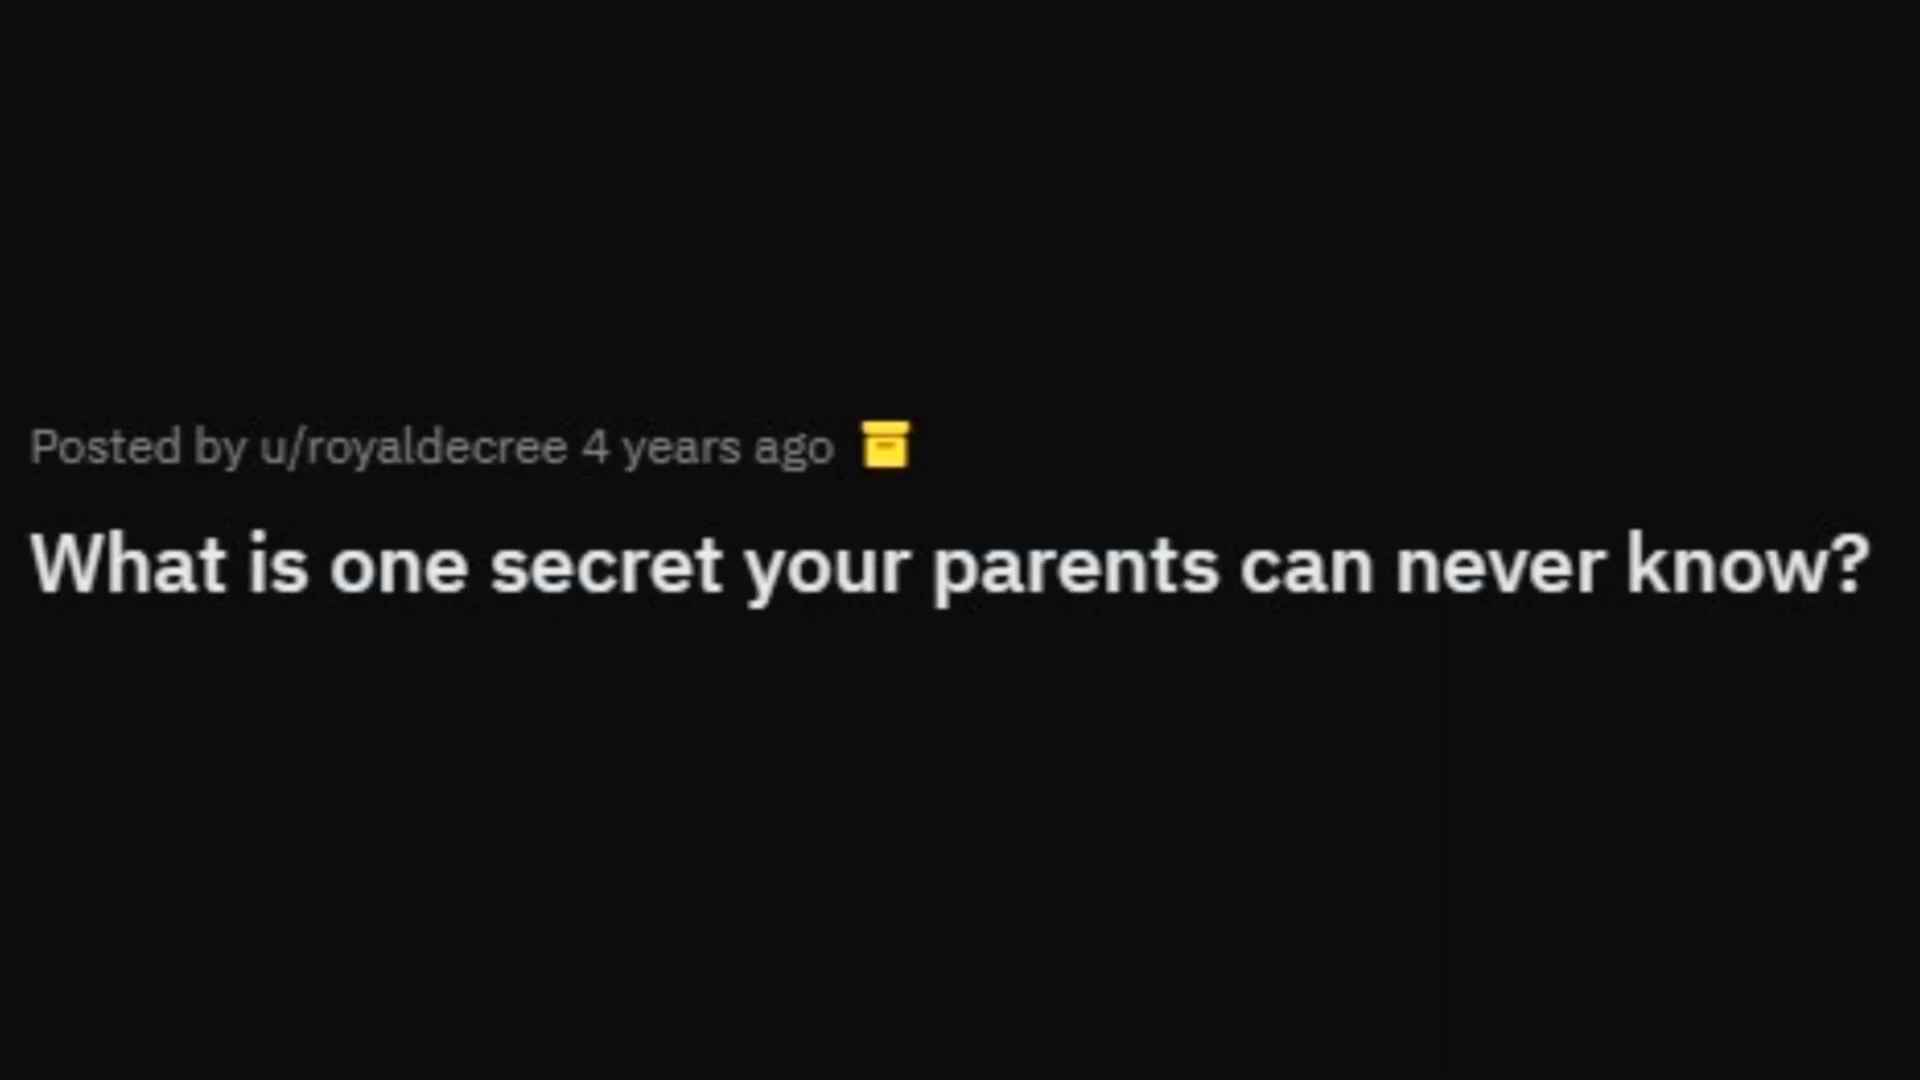 Posted by u/royaldecree 4 years ago
What is one secret your parents can never know?